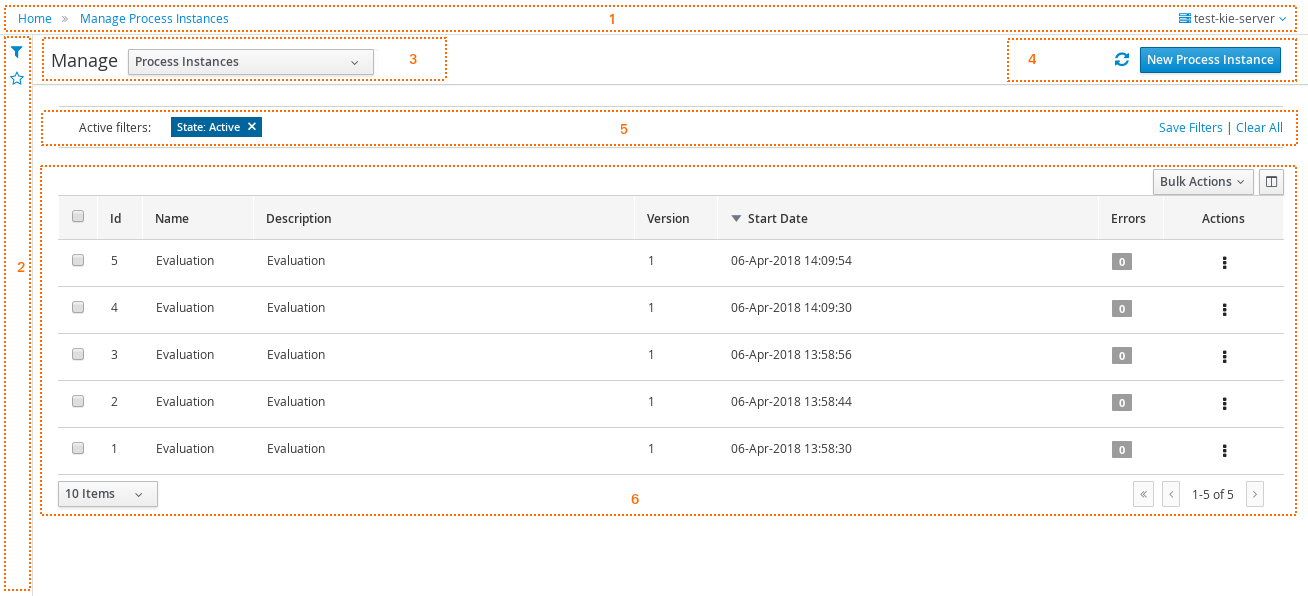 Home » Manage Process Instances 1 test-kie-server
Manage Process Instances 3 4 New Process Instance
Active filters: State: Active × 5 Save Filters | Clear All
Bulk Actions
Id Name Description Version Start Date Errors Actions
5 Evaluation Evaluation 1 06-Apr-2018 14:09:54 0
2
4 Evaluation Evaluation 1 06-Apr-2018 14:09:30 0
3 Evaluation Evaluation 1 06-Apr-2018 13:58:56 0
2 Evaluation Evaluation 1 06-Apr-2018 13:58:44 0
1 Evaluation Evaluation 1 06-Apr-2018 13:58:30 0
10 Items 6 « ‹ 1-5 of 5 ›